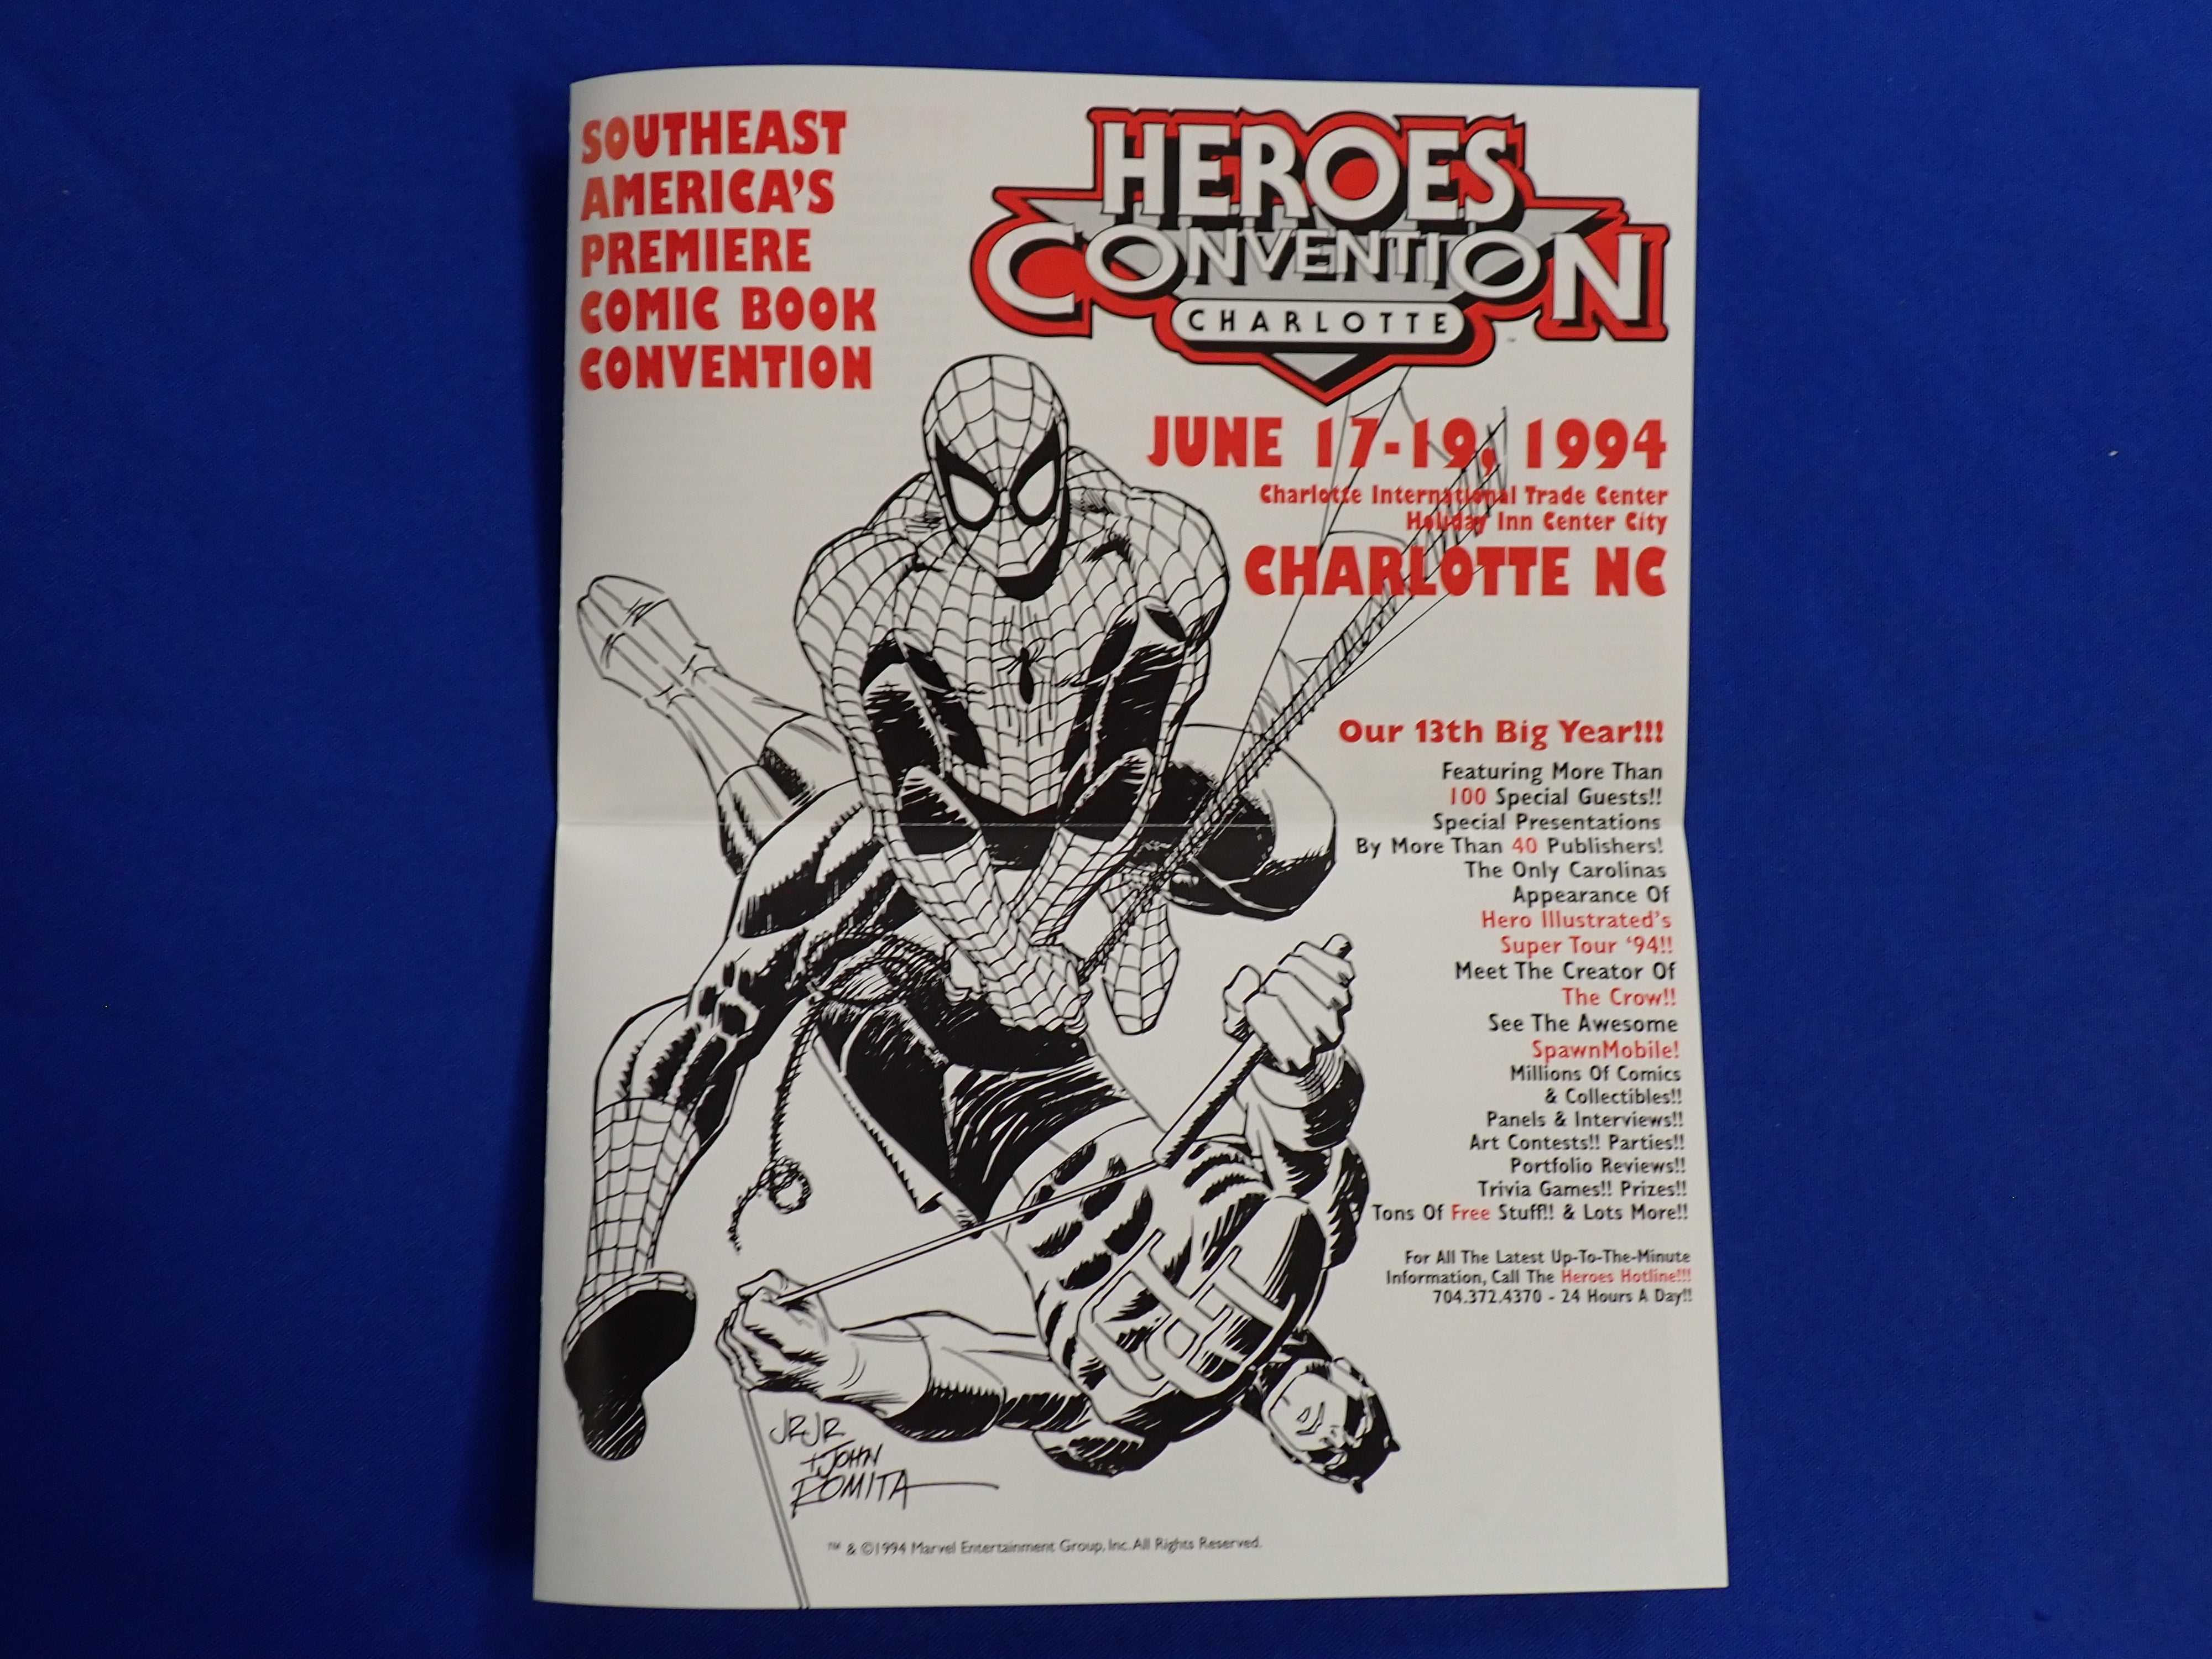 SOUTHEAST
AMERICA'S
PREMIERE
COMIC BOOK
CONVENTION
HEROES
CONVENTION
CHARLOTTE
™
JUNE 17-19, 1994
Charlotte International Trade Center
Holiday Inn Center City
CHARLOTTE NC
Our 13th Big Year!!!
Featuring More Than
100 Special Guests!!
Special Presentations
By More Than 40 Publishers!
The Only Carolinas
Appearance Of
Hero Illustrated's
Super Tour '94!!
Meet The Creator Of
The Crow!!
See The Awesome
SpawnMobile!
Millions Of Comics
& Collectibles!!
Panels & Interviews!!
Art Contests!! Parties!!
Portfolio Reviews!!
Trivia Games!! Prizes!!
Tons Of Free Stuff!! & Lots More!!
For All The Latest Up-To-The-Minute
Information, Call The Heroes Hotline!!!
704.372.4370 - 24 Hours A Day!!
JRJR
+JOHN
ROMITA
™ & ©1994 Marvel Entertainment Group, Inc. All Rights Reserved.